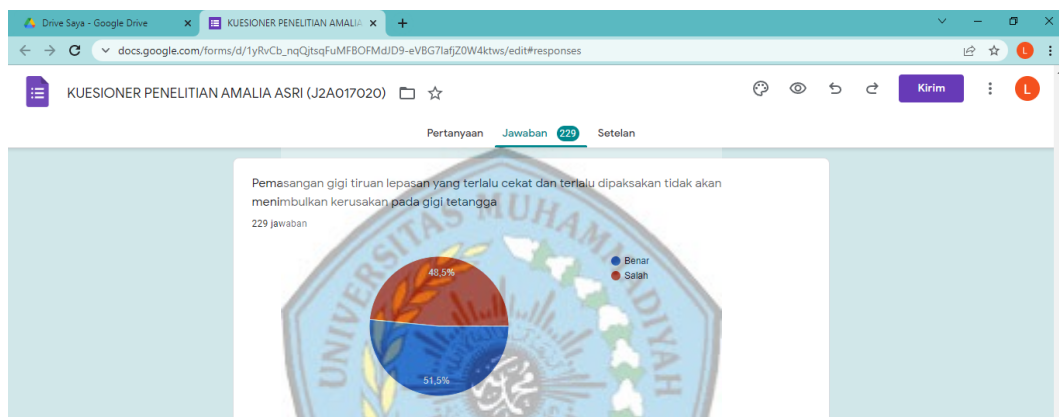 Drive Saya - Google Drive
KUESIONER PENELITIAN AMALIA
docs.google.com/forms/d/1yRvCb_nqQjtsqFuMFBOFMdJD9-eVBG7lafjZ0W4ktws/edit#responses
L
KUESIONER PENELITIAN AMALIA ASRI (J2A017020)
Kirim
L
Pertanyaan Jawaban 229 Setelan
Pemasangan gigi tiruan lepasan yang terlalu cekat dan terlalu dipaksakan tidak akan
menimbulkan kerusakan pada gigi tetangga
229 jawaban
Benar
Salah
48,5%
51,5%
UNIVERSITAS MUHAMMADIYAH